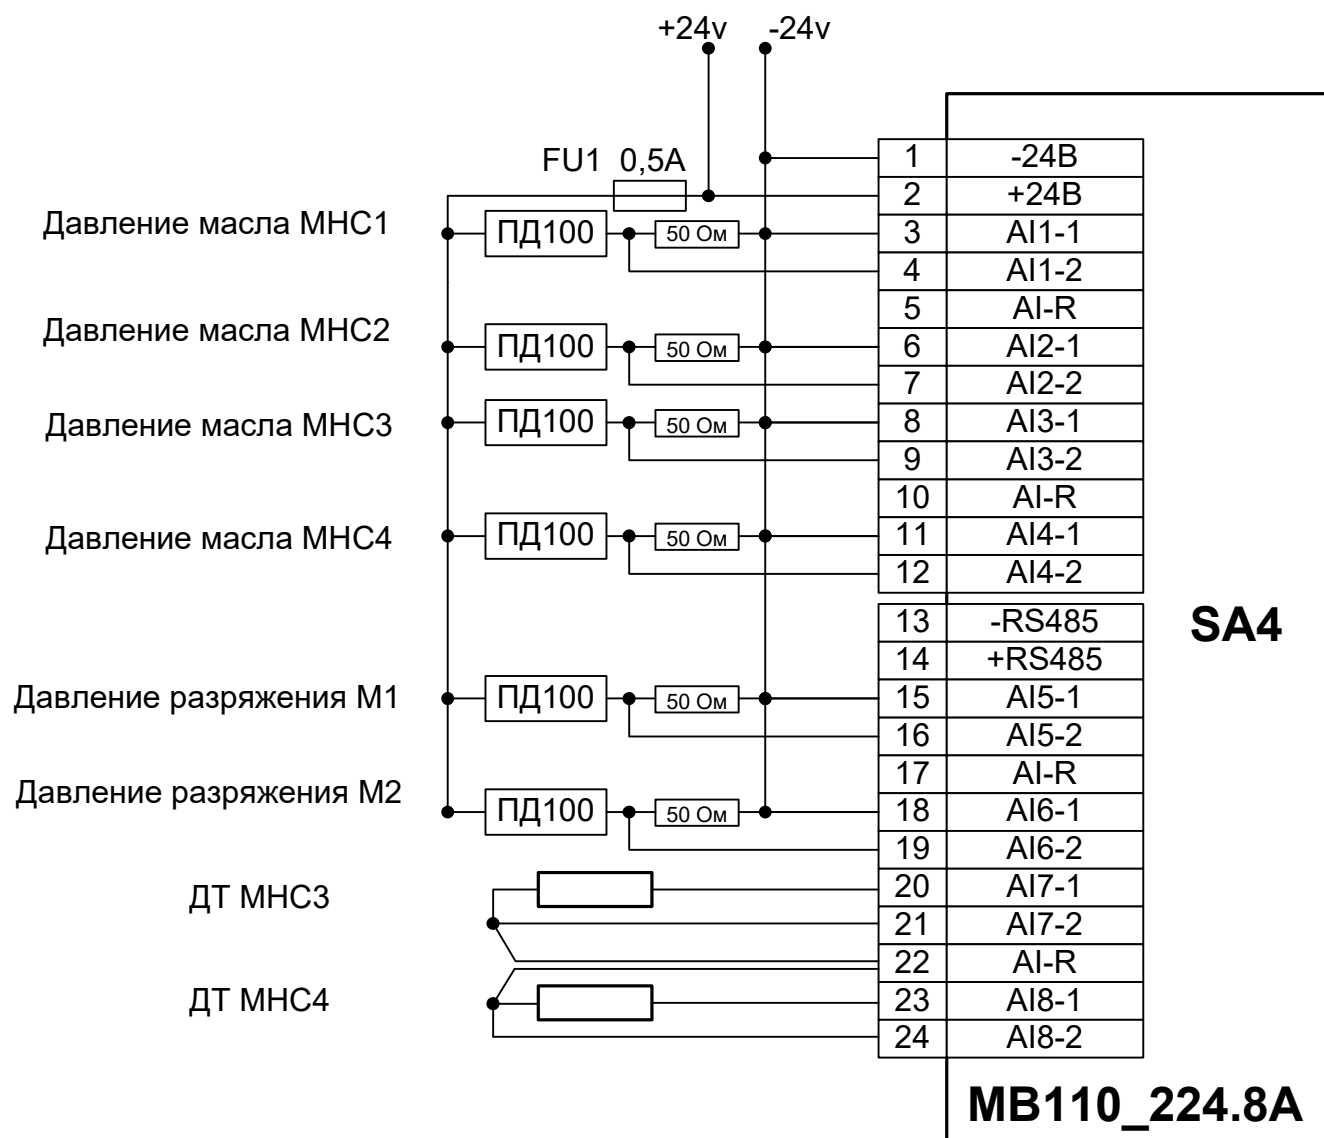 +24v -24v
FU1 0,5A
1 -24В
2 +24В
Давление масла МНС1 ПД100 50 Ом 3 AI1-1
4 AI1-2
5 AI-R
Давление масла МНС2 ПД100 50 Ом 6 AI2-1
7 AI2-2
Давление масла МНС3 ПД100 50 Ом 8 AI3-1
9 AI3-2
10 AI-R
Давление масла МНС4 ПД100 50 Ом 11 AI4-1
12 AI4-2
13 -RS485
SA4
14 +RS485
Давление разряжения М1 ПД100 50 Ом 15 AI5-1
16 AI5-2
17 AI-R
Давление разряжения М2 ПД100 50 Ом 18 AI6-1
19 AI6-2
ДТ МНС3 20 AI7-1
21 AI7-2
22 AI-R
ДТ МНС4 23 AI8-1
24 AI8-2
МВ110_224.8А